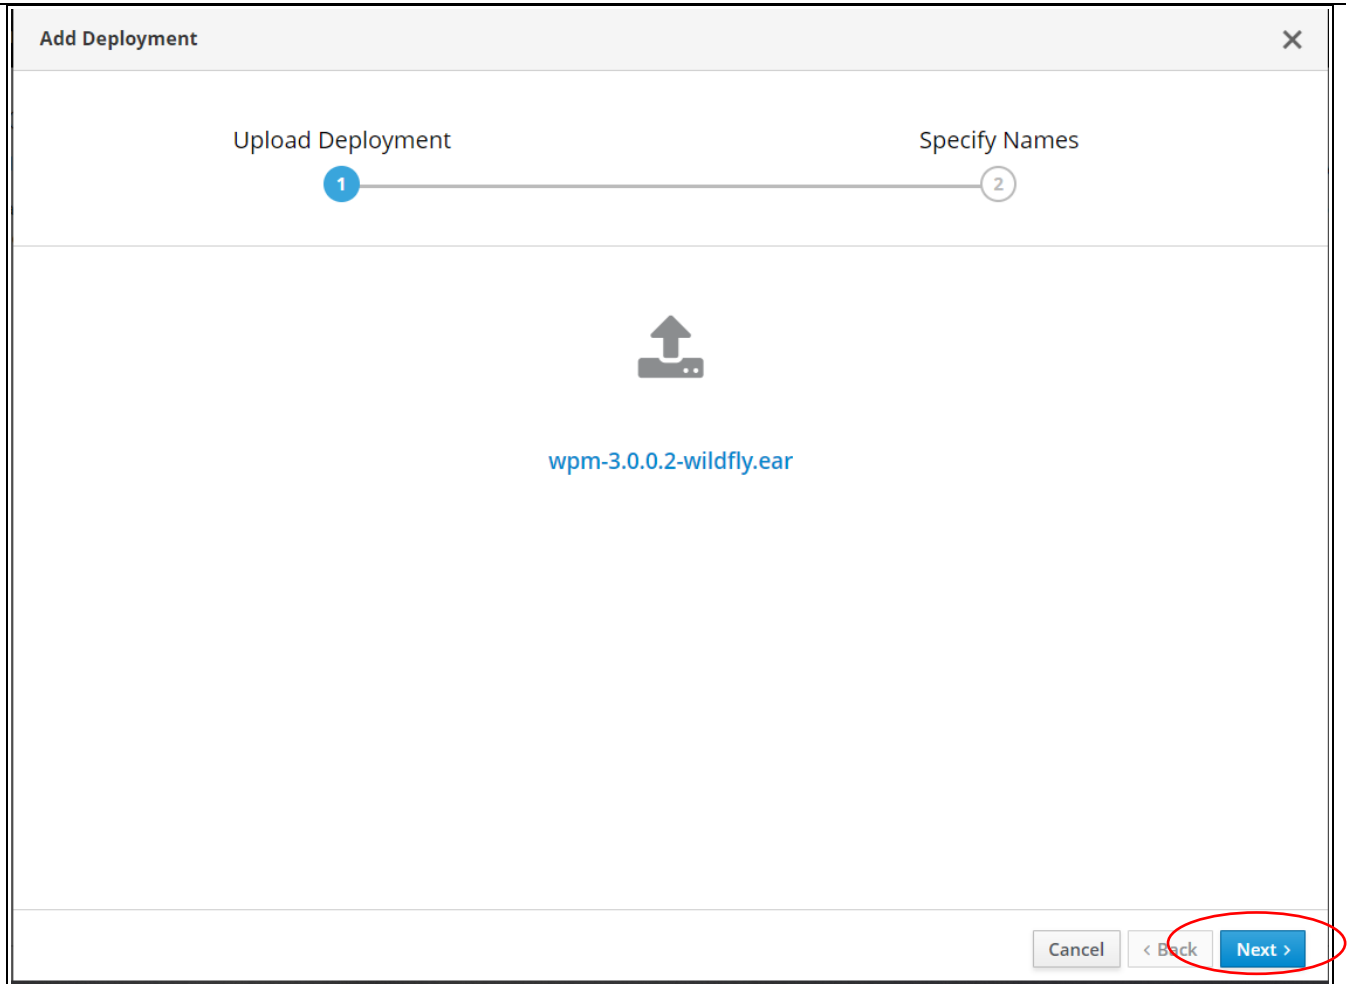 Add Deployment
Upload Deployment
Specify Names
1
2
wpm-3.0.0.2-wildfly.ear
Cancel
< Back
Next >